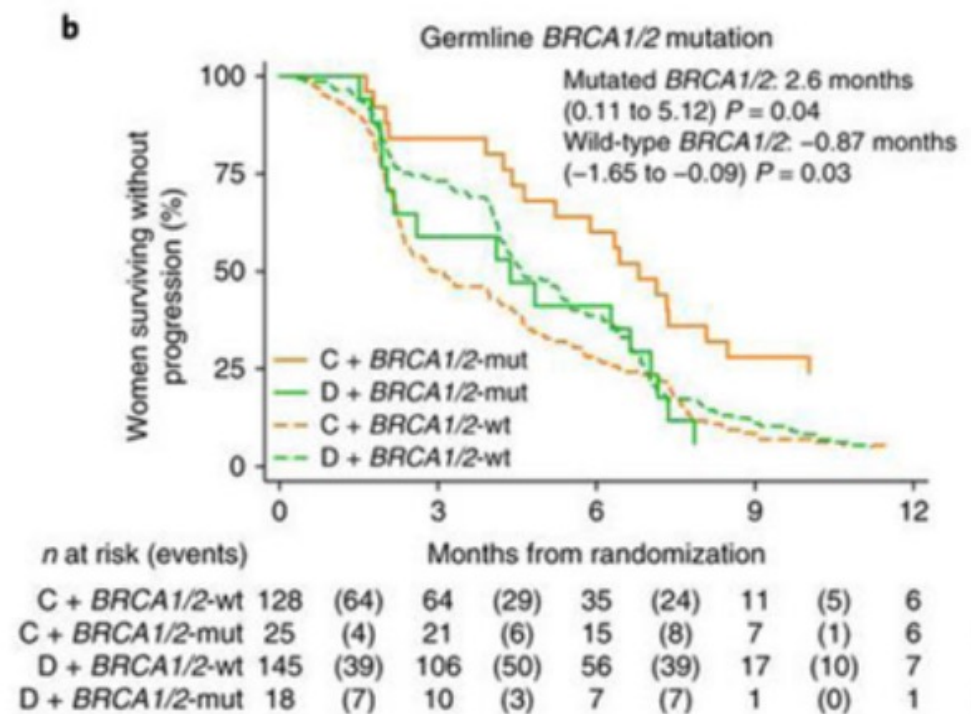 b
Germline BRCA1/2 mutation
Mutated BRCA1/2: 2.6 months
(0.11 to 5.12) P = 0.04
Wild-type BRCA1/2: −0.87 months
(−1.65 to −0.09) P = 0.03
Women surviving without
progression (%)
100
75
50
25
0
C + BRCA1/2-mut
D + BRCA1/2-mut
C + BRCA1/2-wt
D + BRCA1/2-wt
0 3 6 9 12
n at risk (events) Months from randomization
C + BRCA1/2-wt 128 (64) 64 (29) 35 (24) 11 (5) 6
C + BRCA1/2-mut 25 (4) 21 (6) 15 (8) 7 (1) 6
D + BRCA1/2-wt 145 (39) 106 (50) 56 (39) 17 (10) 7
D + BRCA1/2-mut 18 (7) 10 (3) 7 (7) 1 (0) 1